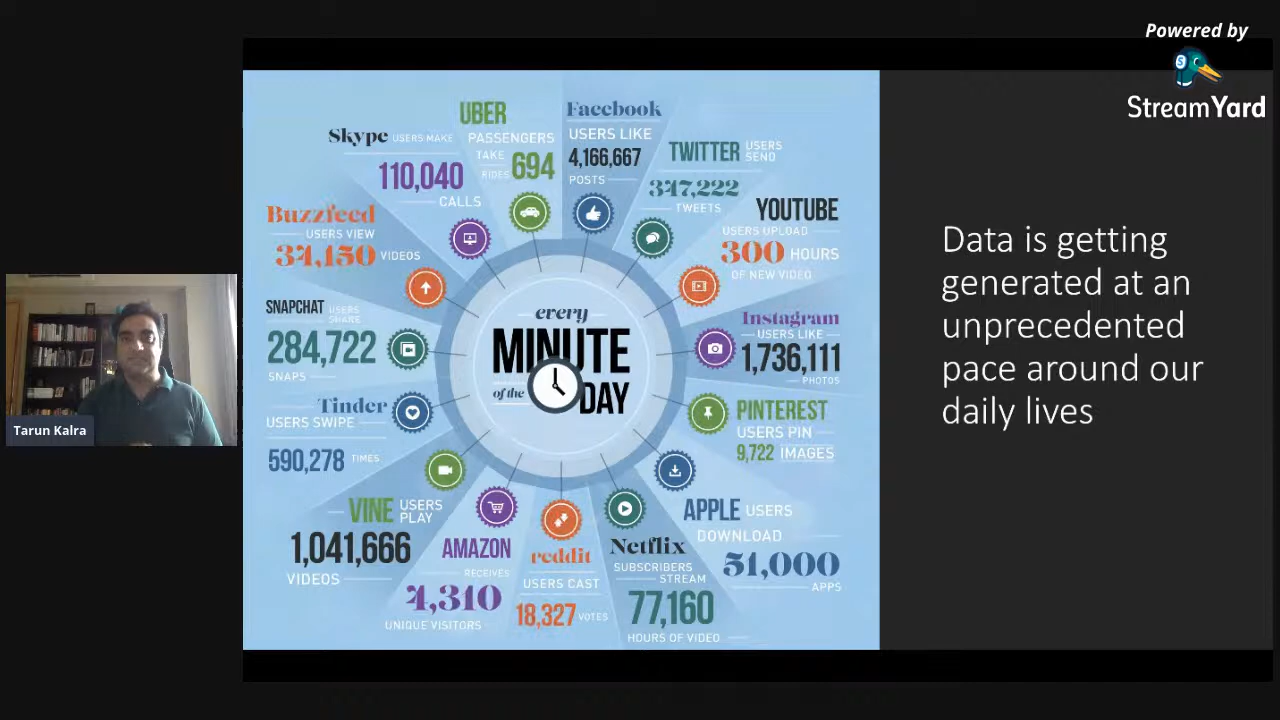 Powered by
StreamYard
Tarun Kalra
every
MINUTE
of the
DAY
Facebook
USERS LIKE
4,166,667
POSTS
TWITTER USERS
SEND
347,222
TWEETS
YOUTUBE
USERS UPLOAD
300 HOURS
OF NEW VIDEO
Instagram
USERS LIKE
1,736,111
PHOTOS
PINTEREST
USERS PIN
9,722 IMAGES
APPLE USERS
DOWNLOAD
51,000
APPS
Netflix
SUBSCRIBERS
STREAM
77,160
HOURS OF VIDEO
reddit
USERS CAST
18,327 VOTES
AMAZON
RECEIVES
4,310
UNIQUE VISITORS
VINE USERS
PLAY
1,041,666
VIDEOS
Tinder
USERS SWIPE
590,278 TIMES
SNAPCHAT USERS
SHARE
284,722
SNAPS
Buzzfeed
USERS VIEW
34,150 VIDEOS
Skype USERS MAKE
110,040
CALLS
UBER
PASSENGERS
TAKE
RIDES 694
Data is getting
generated at an
unprecedented
pace around our
daily lives